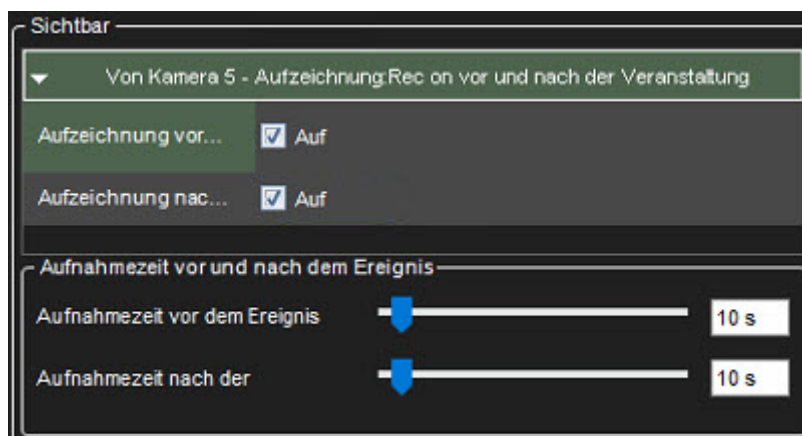 Sichtbar
Von Kamera 5 - Aufzeichnung:Rec on vor und nach der Veranstaltung
Aufzeichnung vor... Auf
Aufzeichnung nac... Auf
Aufnahmezeit vor und nach dem Ereignis
Aufnahmezeit vor dem Ereignis 10 s
Aufnahmezeit nach der 10 s